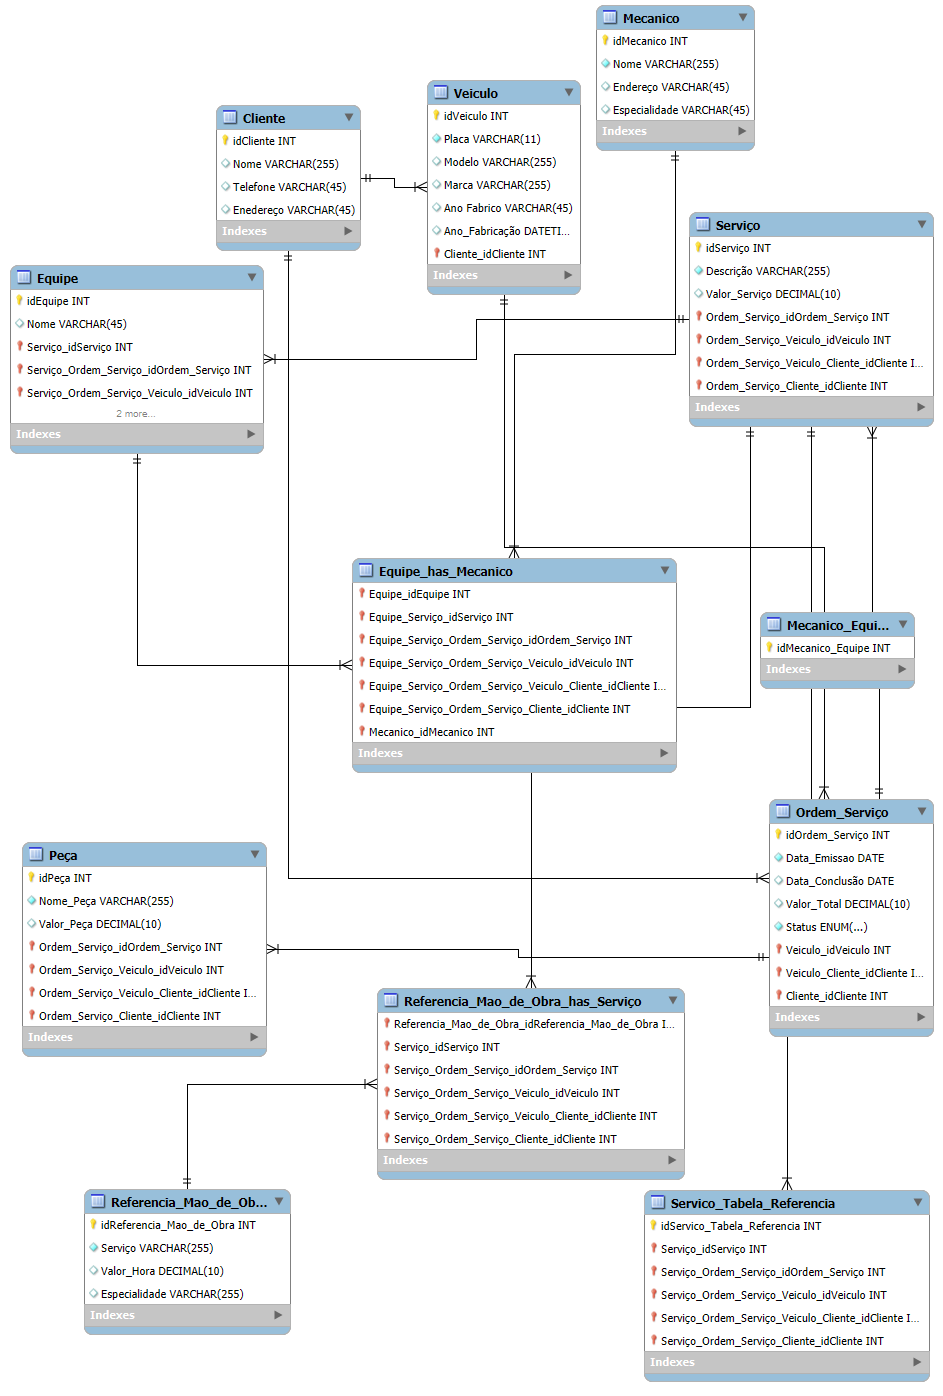 Mecanico
idMecanico INT
Nome VARCHAR(255)
Endereço VARCHAR(45)
Especialidade VARCHAR(45)
Indexes
Veiculo
idVeiculo INT
Placa VARCHAR(11)
Modelo VARCHAR(255)
Marca VARCHAR(255)
Ano Fabrico VARCHAR(45)
Ano_Fabricação DATETI...
Cliente_idCliente INT
Indexes
Cliente
idCliente INT
Nome VARCHAR(255)
Telefone VARCHAR(45)
Enedereço VARCHAR(45)
Indexes
Serviço
idServiço INT
Descrição VARCHAR(255)
Valor_Serviço DECIMAL(10)
Ordem_Serviço_idOrdem_Serviço INT
Ordem_Serviço_Veiculo_idVeiculo INT
Ordem_Serviço_Veiculo_Cliente_idCliente I...
Ordem_Serviço_Cliente_idCliente INT
Indexes
Equipe
idEquipe INT
Nome VARCHAR(45)
Serviço_idServiço INT
Serviço_Ordem_Serviço_idOrdem_Serviço INT
Serviço_Ordem_Serviço_Veiculo_idVeiculo INT
2 more...
Indexes
Equipe_has_Mecanico
Equipe_idEquipe INT
Equipe_Serviço_idServiço INT
Equipe_Serviço_Ordem_Serviço_idOrdem_Serviço INT
Equipe_Serviço_Ordem_Serviço_Veiculo_idVeiculo INT
Equipe_Serviço_Ordem_Serviço_Veiculo_Cliente_idCliente I...
Equipe_Serviço_Ordem_Serviço_Cliente_idCliente INT
Mecanico_idMecanico INT
Indexes
Mecanico_Equi...
idMecanico_Equipe INT
Indexes
Ordem_Serviço
idOrdem_Serviço INT
Data_Emissao DATE
Data_Conclusão DATE
Valor_Total DECIMAL(10)
Status ENUM(...)
Veiculo_idVeiculo INT
Veiculo_Cliente_idCliente I...
Cliente_idCliente INT
Indexes
Peça
idPeça INT
Nome_Peça VARCHAR(255)
Valor_Peça DECIMAL(10)
Ordem_Serviço_idOrdem_Serviço INT
Ordem_Serviço_Veiculo_idVeiculo INT
Ordem_Serviço_Veiculo_Cliente_idCliente I...
Ordem_Serviço_Cliente_idCliente INT
Indexes
Referencia_Mao_de_Obra_has_Serviço
Referencia_Mao_de_Obra_idReferencia_Mao_de_Obra I...
Serviço_idServiço INT
Serviço_Ordem_Serviço_idOrdem_Serviço INT
Serviço_Ordem_Serviço_Veiculo_idVeiculo INT
Serviço_Ordem_Serviço_Veiculo_Cliente_idCliente INT
Serviço_Ordem_Serviço_Cliente_idCliente INT
Indexes
Referencia_Mao_de_Ob...
idReferencia_Mao_de_Obra INT
Serviço VARCHAR(255)
Valor_Hora DECIMAL(10)
Especialidade VARCHAR(255)
Indexes
Servico_Tabela_Referencia
idServico_Tabela_Referencia INT
Serviço_idServiço INT
Serviço_Ordem_Serviço_idOrdem_Serviço INT
Serviço_Ordem_Serviço_Veiculo_idVeiculo INT
Serviço_Ordem_Serviço_Veiculo_Cliente_idCliente I...
Serviço_Ordem_Serviço_Cliente_idCliente INT
Indexes